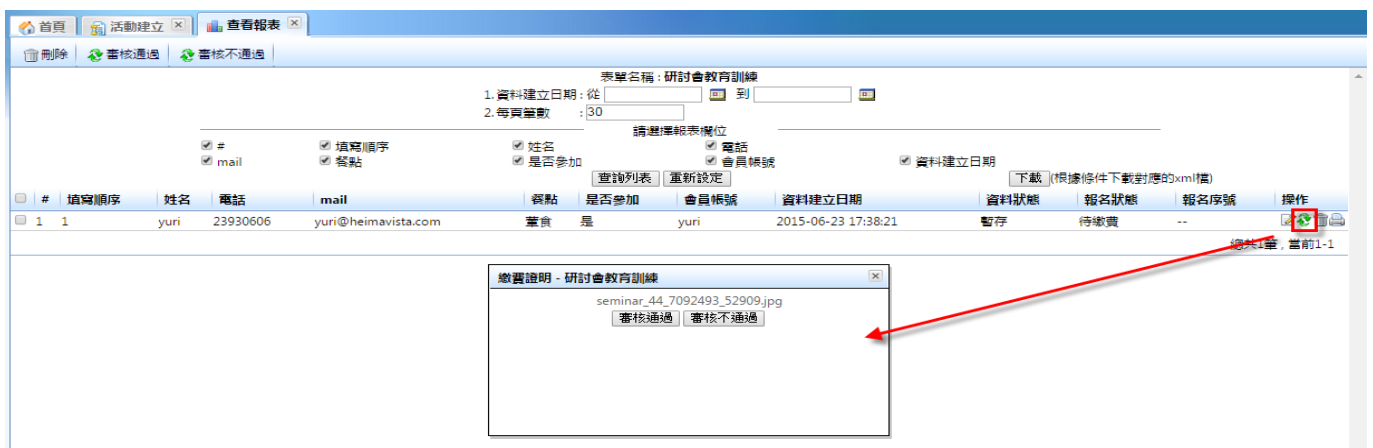 首頁 活動建立 查看報表
刪除 審核通過 審核不通過
表單名稱 : 研討會教育訓練
1. 資料建立日期 : 從 到
2. 每頁筆數 : 30
請選擇報表欄位
# 填寫順序 姓名 電話
mail 餐點 是否參加 會員帳號 資料建立日期
查詢列表 重新設定 下載 (根據條件下載對應的xml檔)
# 填寫順序 姓名 電話 mail 餐點 是否參加 會員帳號 資料建立日期 資料狀態 報名狀態 報名序號 操作
1 1 yuri 23930606 yuri@heimavista.com 葷食 是 yuri 2015-06-23 17:38:21 暫存 待繳費 --
總共1筆 , 當前1-1
繳費證明 - 研討會教育訓練
seminar_44_7092493_52909.jpg
審核通過 審核不通過